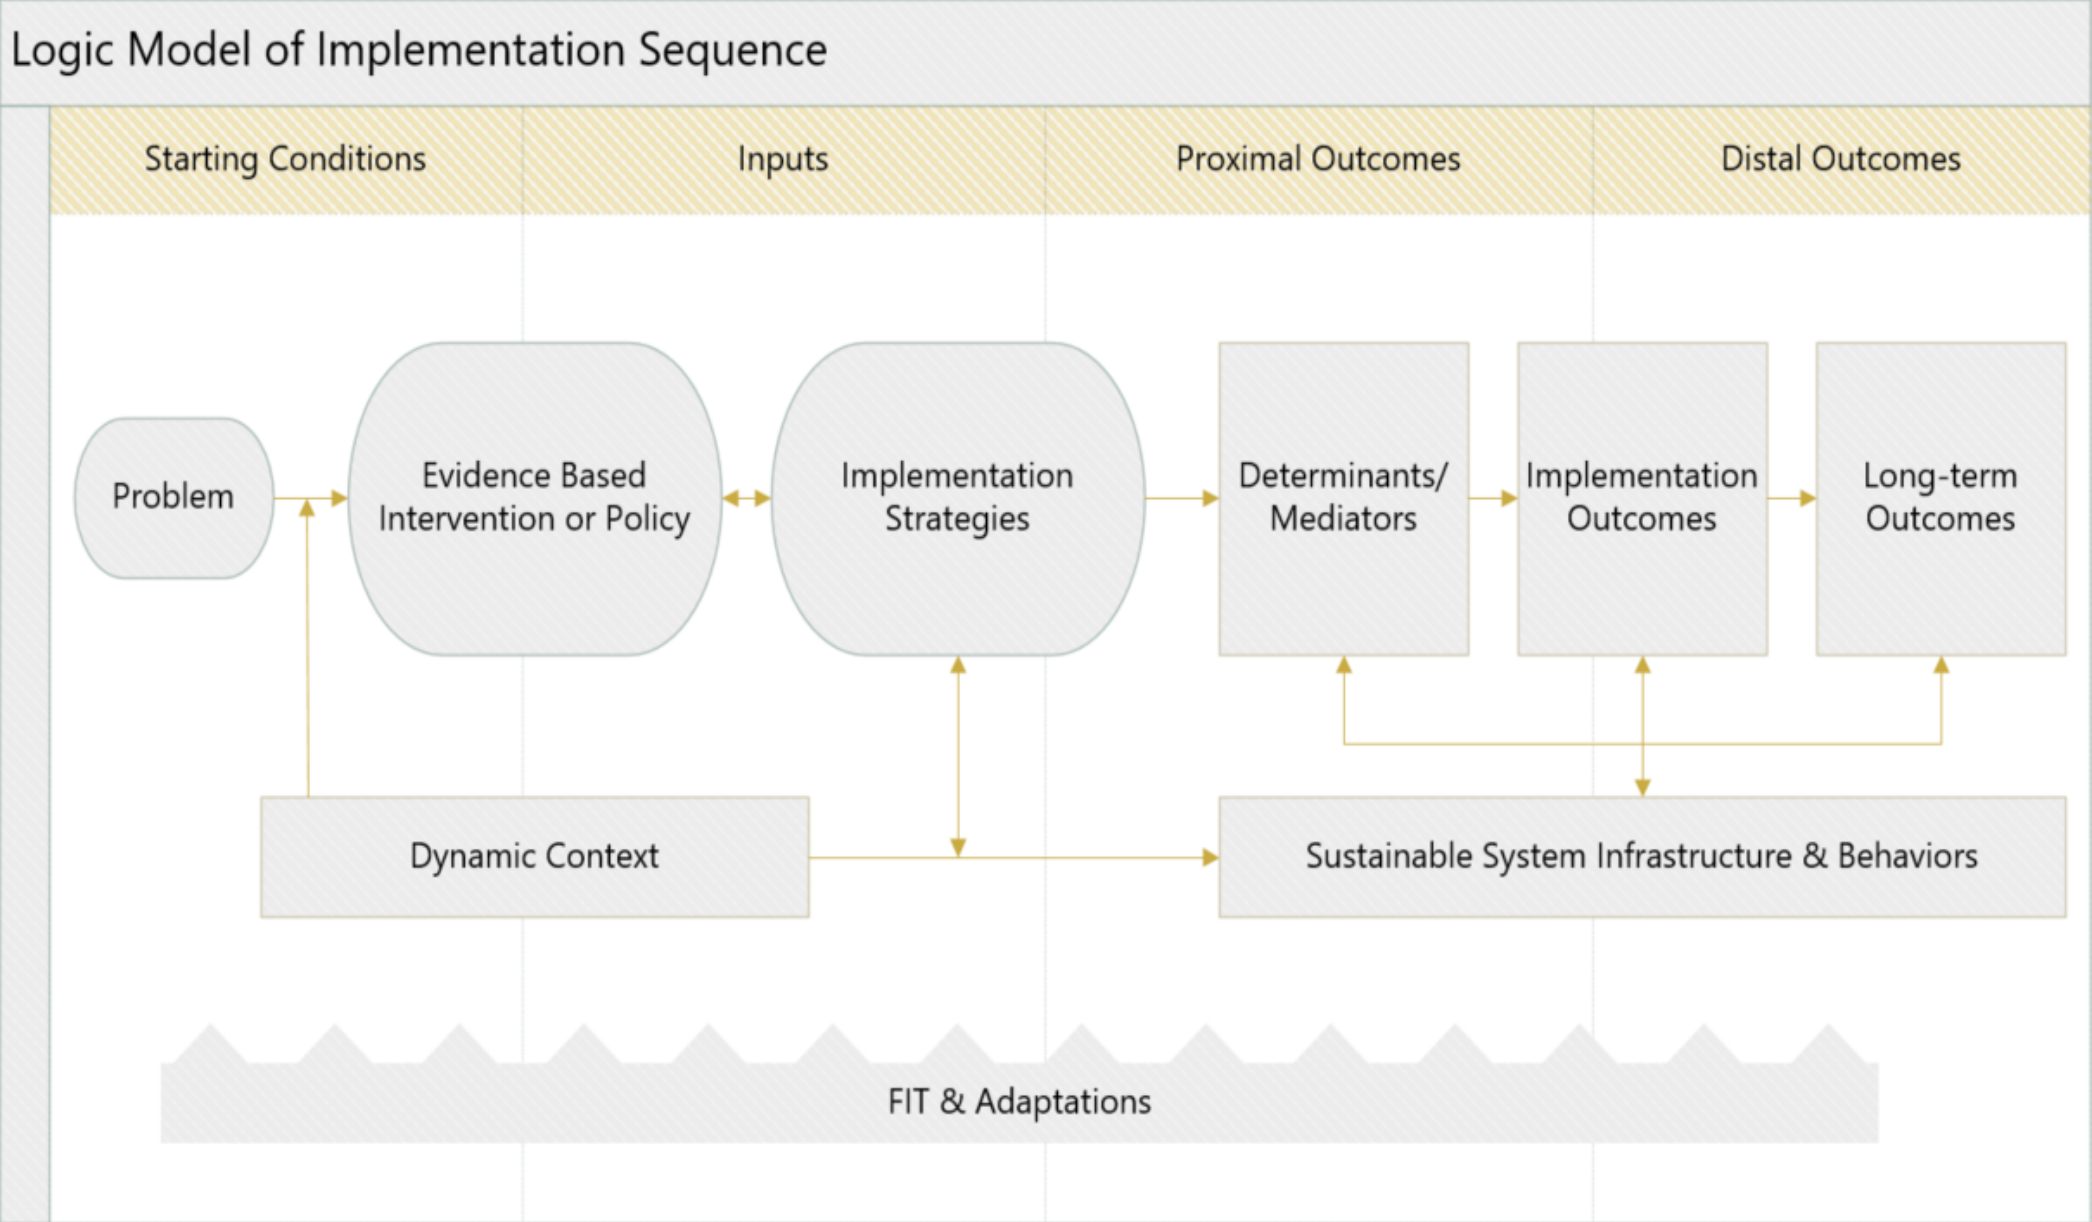 Logic Model of Implementation Sequence
Starting Conditions
Inputs
Proximal Outcomes
Distal Outcomes
Problem
Evidence Based
Intervention or Policy
Implementation
Strategies
Determinants/
Mediators
Implementation
Outcomes
Long-term
Outcomes
Dynamic Context
Sustainable System Infrastructure & Behaviors
FIT & Adaptations